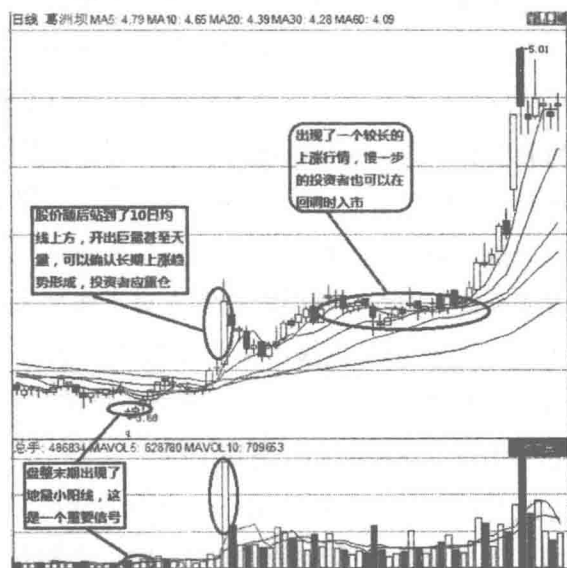 日线 葛洲坝 MA5: 4.79 MA10: 4.65 MA20: 4.39 MA30: 4.28 MA60: 4.09
5.01
出现了一个较长的
上涨行情，慢一步
的投资者也可以在
回调时入市
股价随后站到了10日均
线上方，开出巨量甚至天
量，可以确认长期上涨趋
势形成，投资者应重仓
3.68
总手: 486834 MAVOL5: 628780 MAVOL10: 709653
盘整末期出现了
地量小阳线，这
是一个重要信号